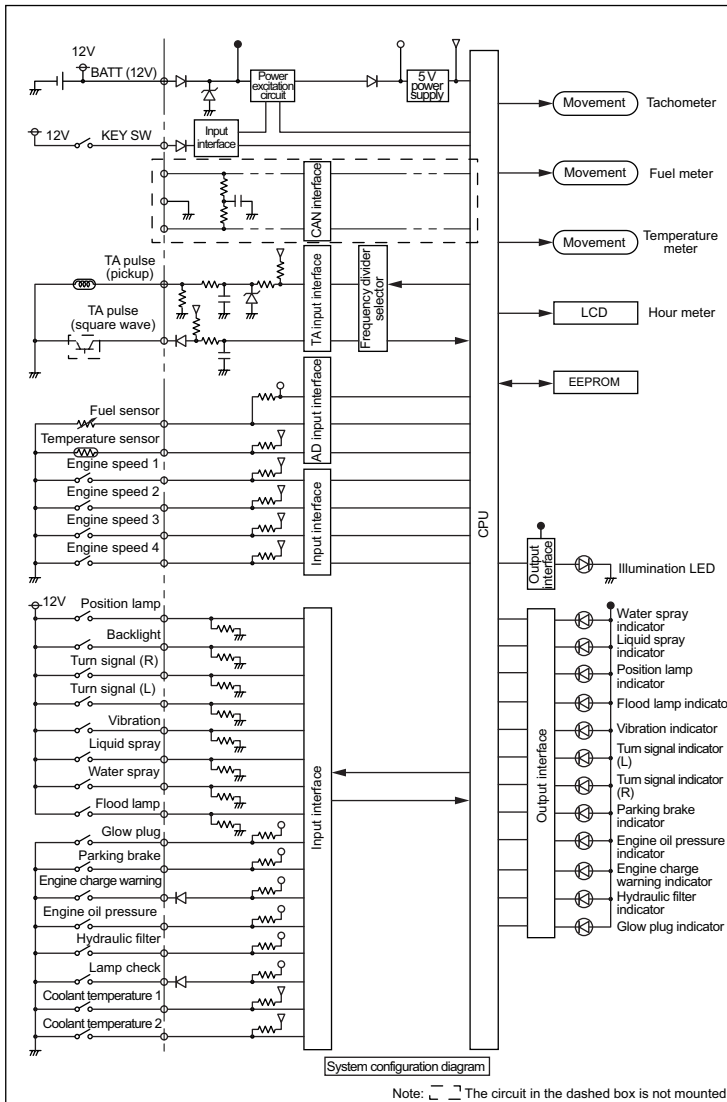 12V
BATT (12V)
Power
excitation
circuit
5 V
power
supply
12V
KEY SW
Input
interface
CAN interface
TA pulse
(pickup)
TA pulse
(square wave)
TA input interface
Frequency divider
selector
Fuel sensor
Temperature sensor
AD input interface
Engine speed 1
Engine speed 2
Engine speed 3
Engine speed 4
Input interface
CPU
Movement
Tachometer
Movement
Fuel meter
Movement
Temperature
meter
LCD
Hour meter
EEPROM
Output
interface
Illumination LED
12V
Position lamp
Backlight
Turn signal (R)
Turn signal (L)
Vibration
Liquid spray
Water spray
Flood lamp
Glow plug
Parking brake
Engine charge warning
Engine oil pressure
Hydraulic filter
Lamp check
Coolant temperature 1
Coolant temperature 2
Input interface
Output interface
Water spray
indicator
Liquid spray
indicator
Position lamp
indicator
Flood lamp indicator
Vibration indicator
Turn signal indicator
(L)
Turn signal indicator
(R)
Parking brake
indicator
Engine oil pressure
indicator
Engine charge
warning indicator
Hydraulic filter
indicator
Glow plug indicator
System configuration diagram
Note: The circuit in the dashed box is not mounted